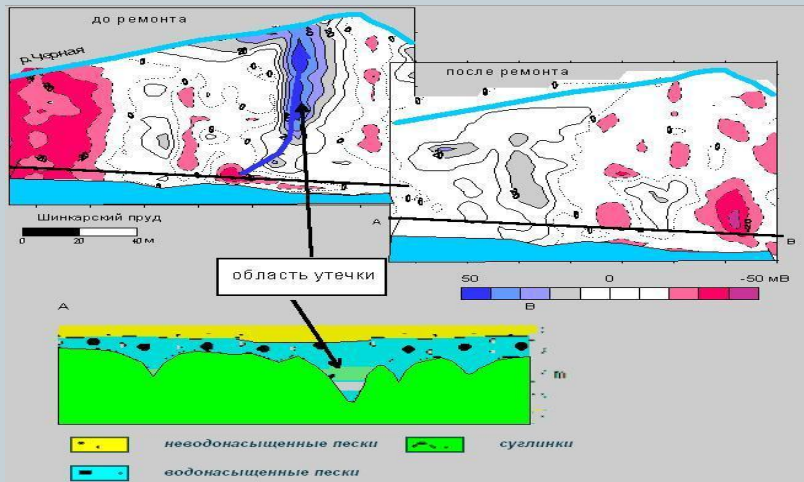 до ремонта
р.Черная
после ремонта
Шинкарский пруд
0 20 40 м
А
В
область утечки
50 0 -50 мВ
А
В
m
неводонасыщенные пески
суглинки
водонасыщенные пески